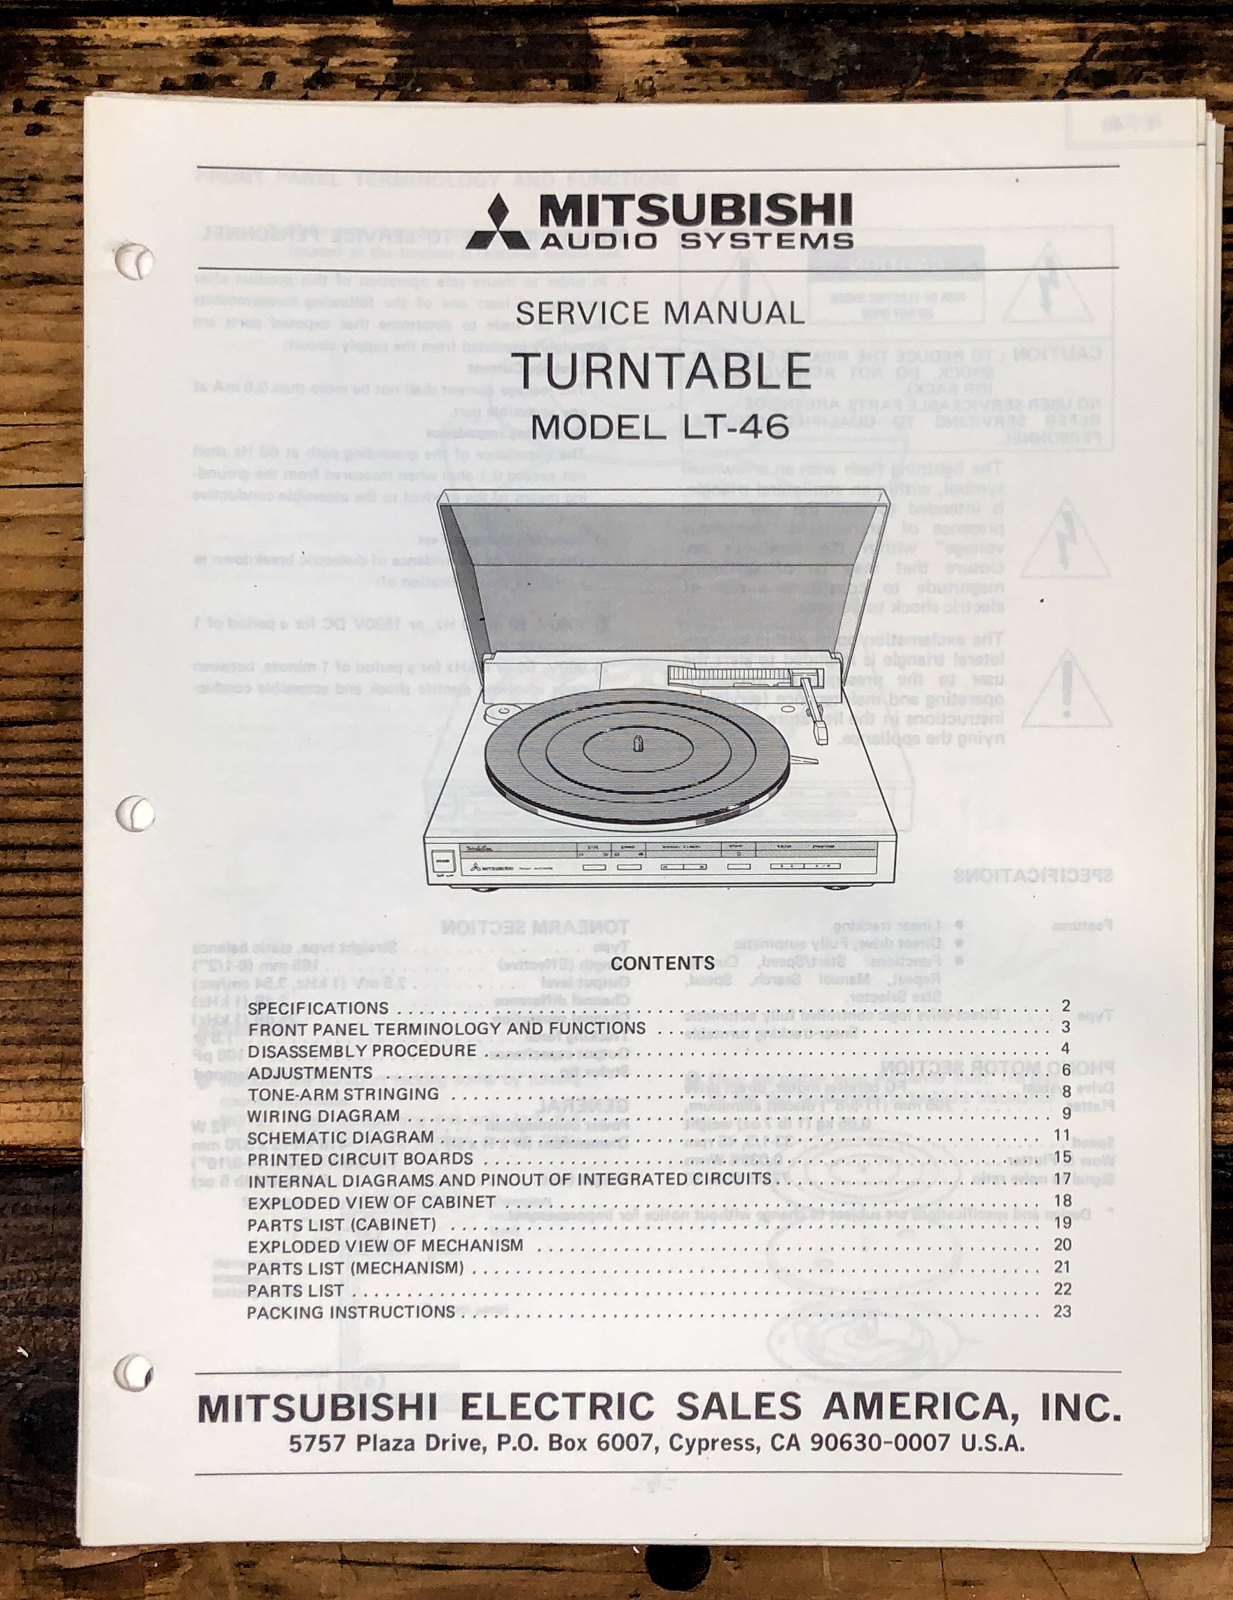 MITSUBISHI
AUDIO SYSTEMS
SERVICE MANUAL
TURNTABLE
MODEL LT-46
MITSUBISHI
CONTENTS
SPECIFICATIONS . . . . . . . . . . . . . . . . . . . . 2
FRONT PANEL TERMINOLOGY AND FUNCTIONS . . . . . . . . . . . . . . . . . . . . 3
DISASSEMBLY PROCEDURE . . . . . . . . . . . . . . . . . . . . 4
ADJUSTMENTS . . . . . . . . . . . . . . . . . . . . 6
TONE-ARM STRINGING . . . . . . . . . . . . . . . . . . . . 8
WIRING DIAGRAM . . . . . . . . . . . . . . . . . . . . 9
SCHEMATIC DIAGRAM . . . . . . . . . . . . . . . . . . . . 11
PRINTED CIRCUIT BOARDS . . . . . . . . . . . . . . . . . . . . 15
INTERNAL DIAGRAMS AND PINOUT OF INTEGRATED CIRCUITS . . . . . . . . . . . . . . . . . . . . 17
EXPLODED VIEW OF CABINET . . . . . . . . . . . . . . . . . . . . 18
PARTS LIST (CABINET) . . . . . . . . . . . . . . . . . . . . 19
EXPLODED VIEW OF MECHANISM . . . . . . . . . . . . . . . . . . . . 20
PARTS LIST (MECHANISM) . . . . . . . . . . . . . . . . . . . . 21
PARTS LIST . . . . . . . . . . . . . . . . . . . . 22
PACKING INSTRUCTIONS . . . . . . . . . . . . . . . . . . . . 23
MITSUBISHI ELECTRIC SALES AMERICA, INC.
5757 Plaza Drive, P.O. Box 6007, Cypress, CA 90630-0007 U.S.A.